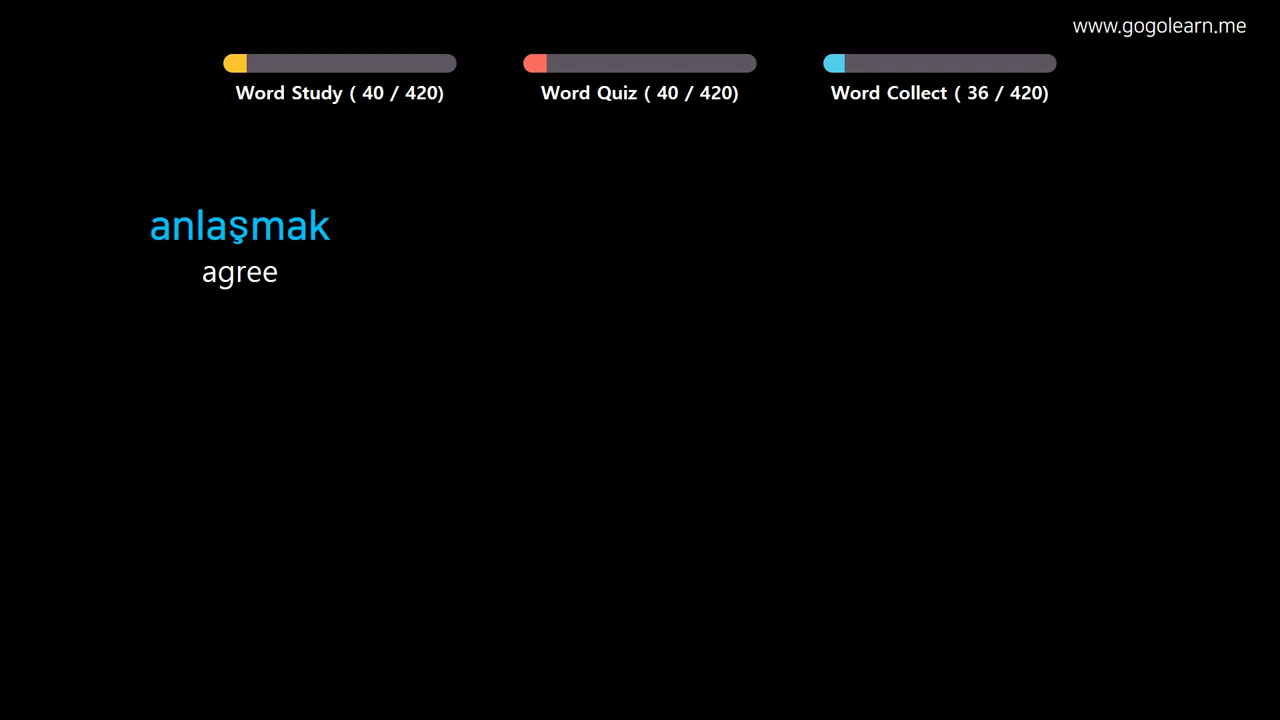 www.gogolearn.me
Word Study ( 40 / 420)
Word Quiz ( 40 / 420)
Word Collect ( 36 / 420)
anlaşmak
agree